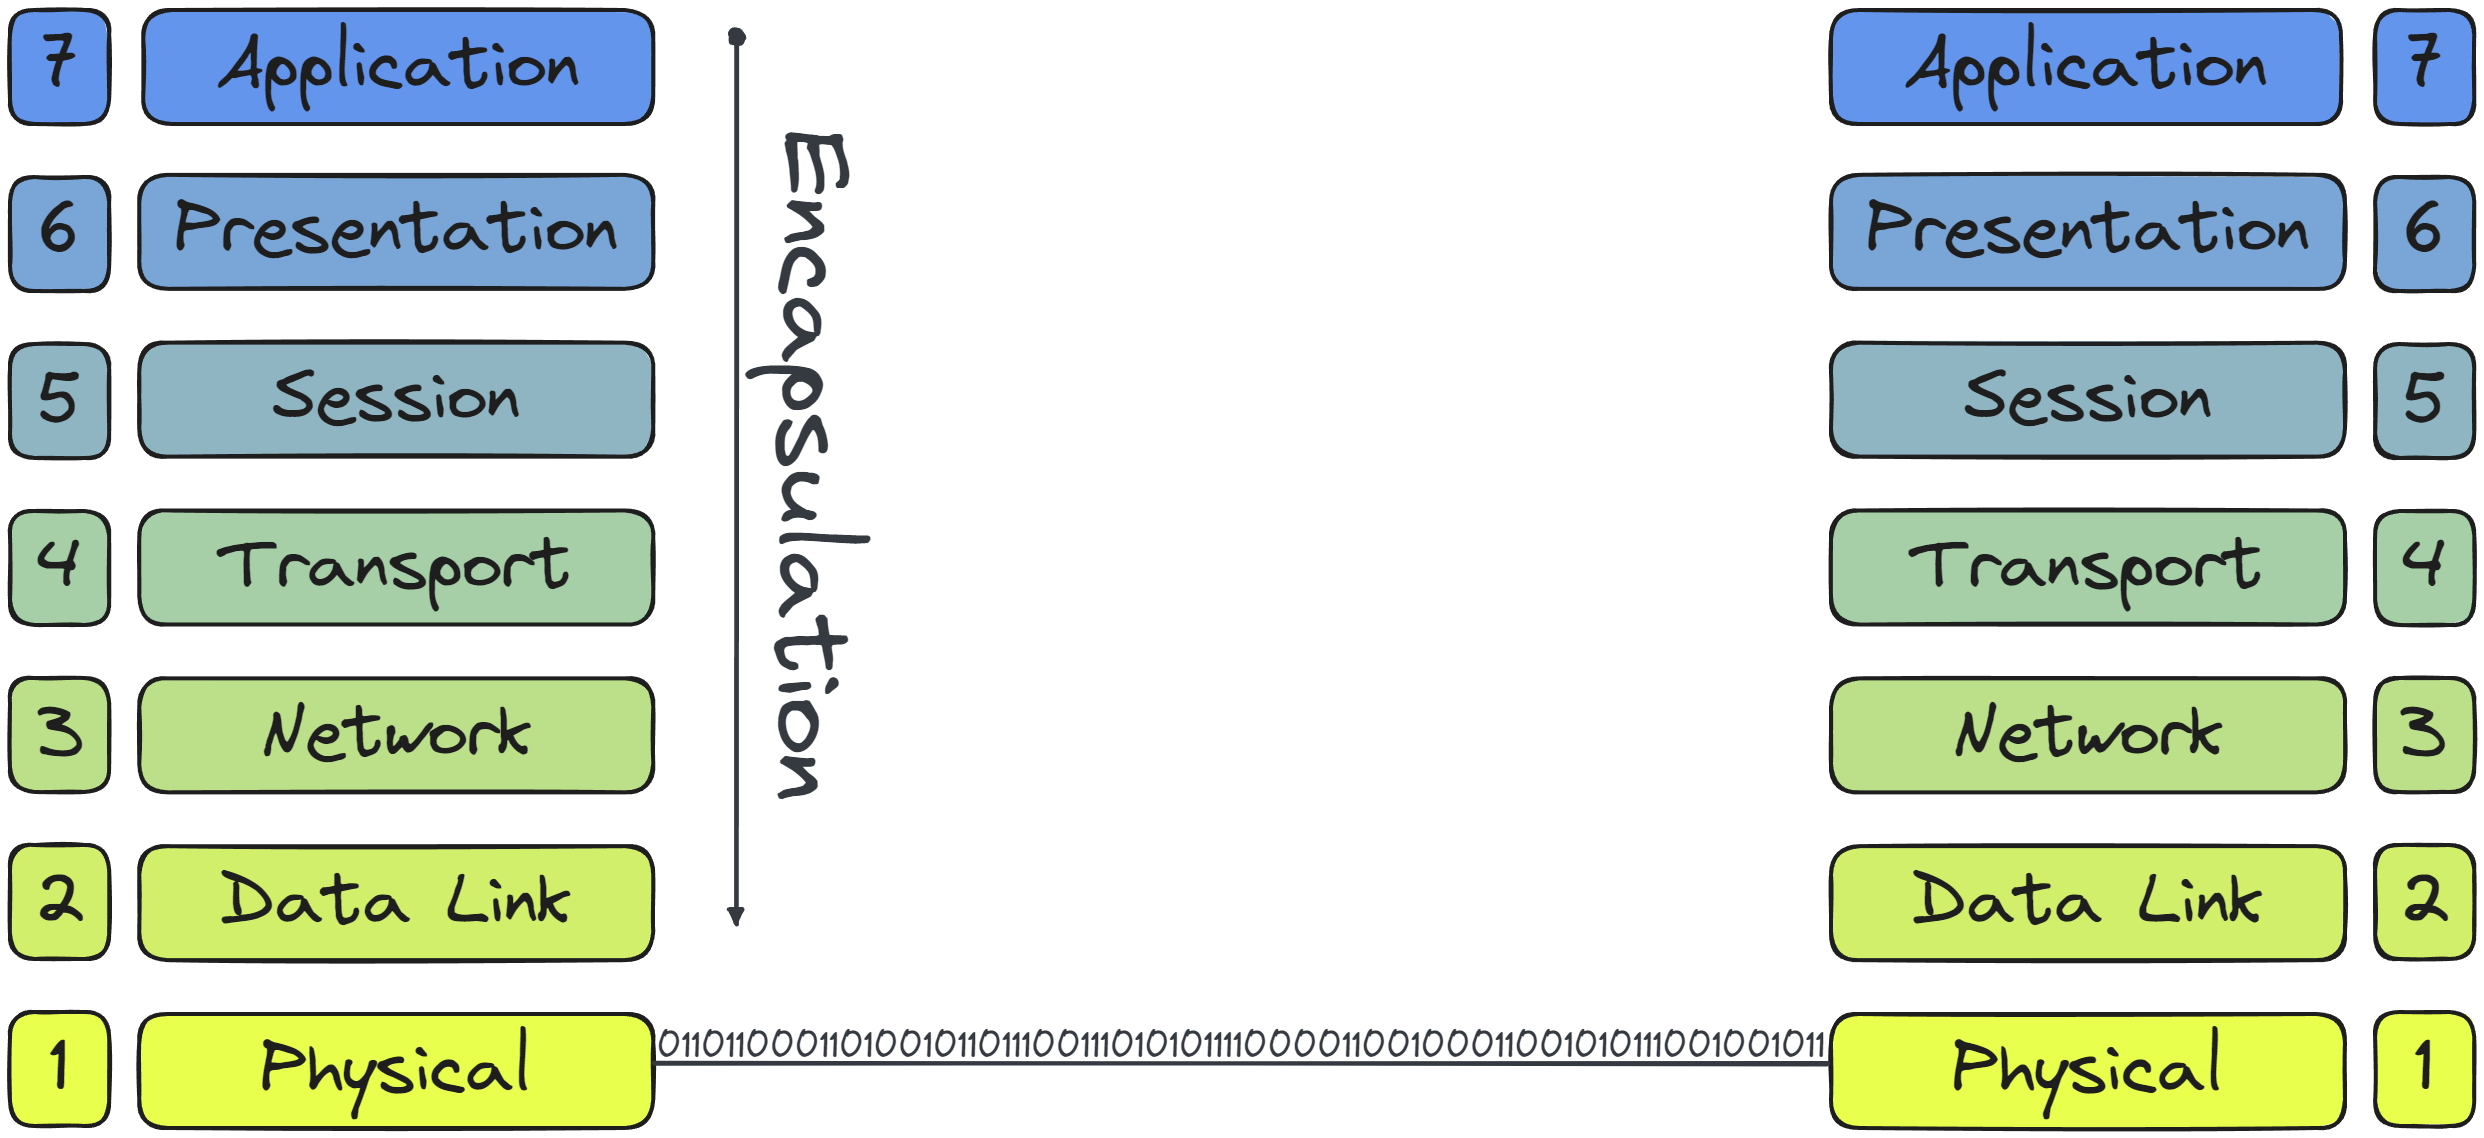 7 Application
6 Presentation
5 Session
4 Transport
3 Network
2 Data Link
1 Physical
Encapsulation
011011000110100101101110011101010111100001100100011001010111001001011
Application 7
Presentation 6
Session 5
Transport 4
Network 3
Data Link 2
Physical 1